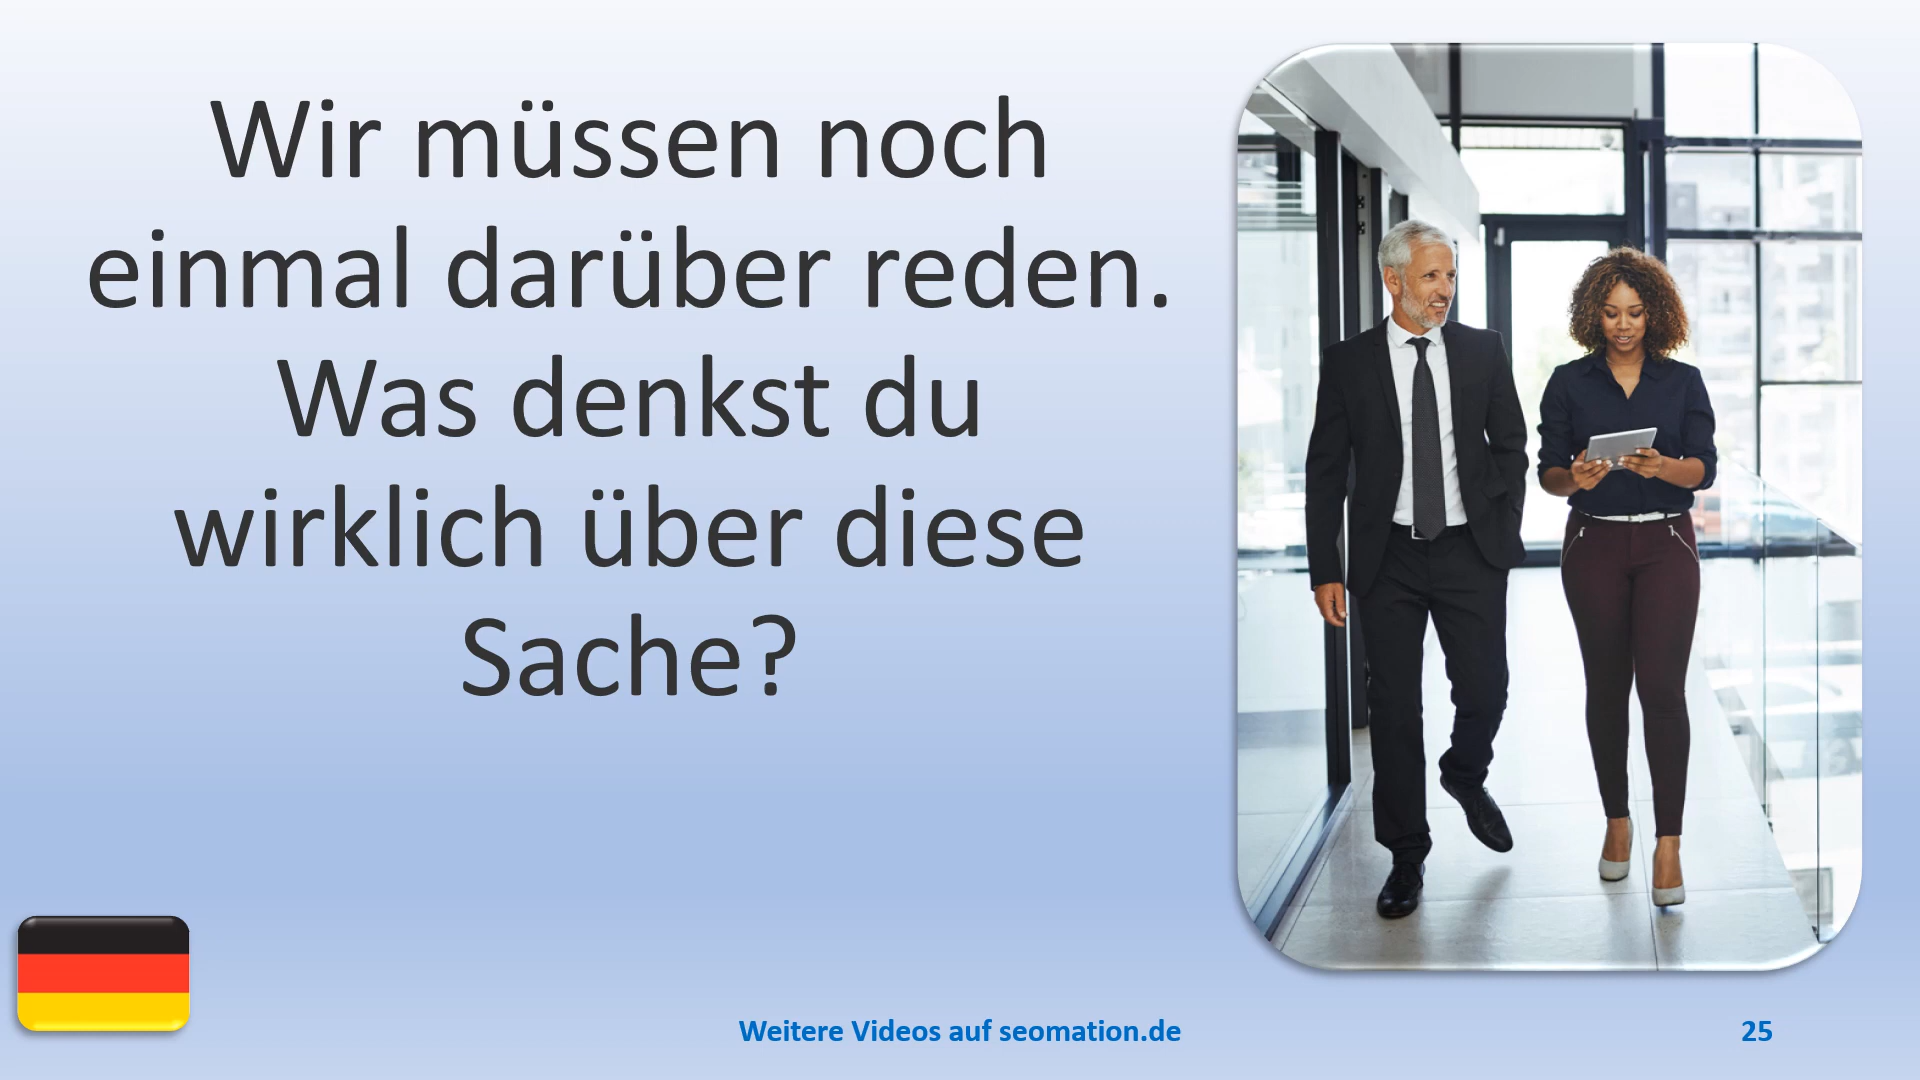 Wir müssen noch
einmal darüber reden.
Was denkst du
wirklich über diese
Sache?
Weitere Videos auf seomation.de
25